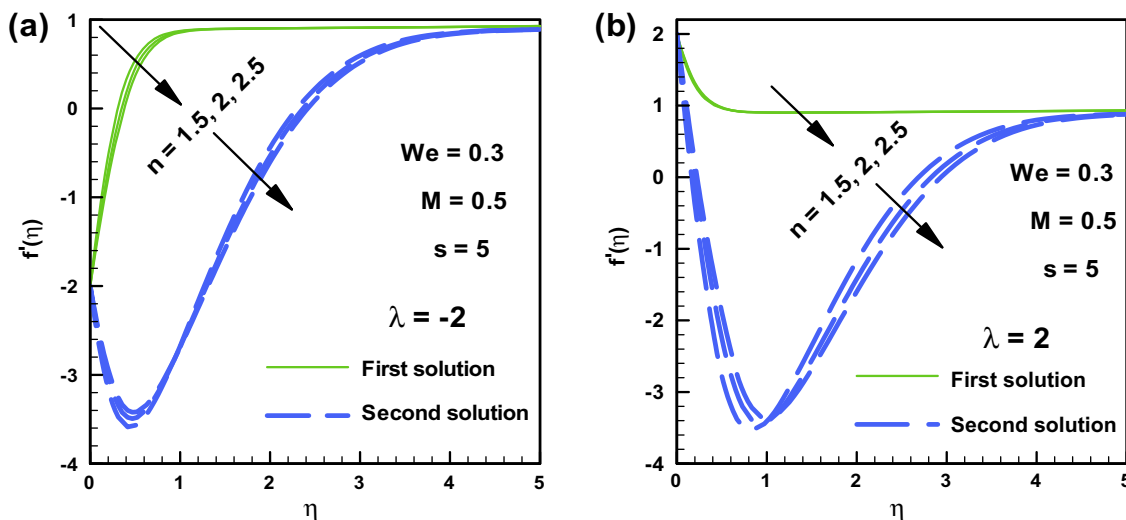 (a)
1
0
-1
-2
-3
-4
f'(η)
n = 1.5, 2, 2.5
We = 0.3
M = 0.5
s = 5
λ = -2
First solution
Second solution
0 1 2 3 4 5
η
(b)
2
1
0
-1
-2
-3
-4
f'(η)
n = 1.5, 2, 2.5
We = 0.3
M = 0.5
s = 5
λ = 2
First solution
Second solution
0 1 2 3 4 5
η